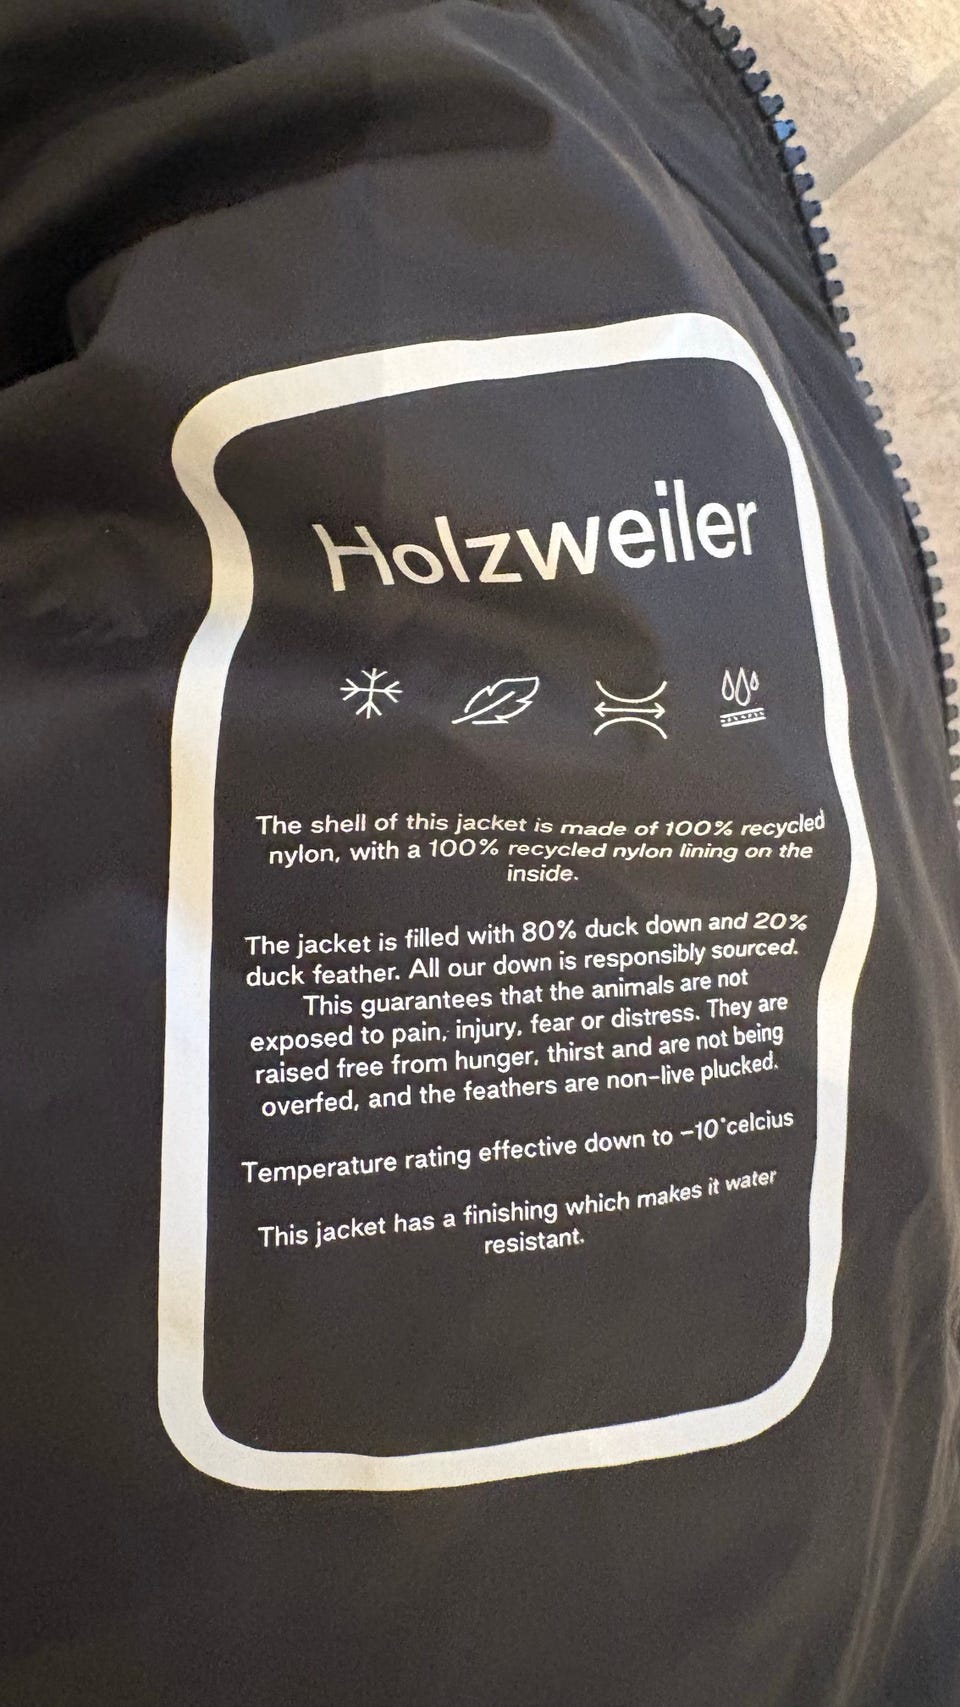 Holzweiler
The shell of this jacket is made of 100% recycled
nylon, with a 100% recycled nylon lining on the
inside.
The jacket is filled with 80% duck down and 20%
duck feather. All our down is responsibly sourced.
This guarantees that the animals are not
exposed to pain, injury, fear or distress. They are
raised free from hunger, thirst and are not being
overfed, and the feathers are non-live plucked.
Temperature rating effective down to -10°celcius
This jacket has a finishing which makes it water
resistant.